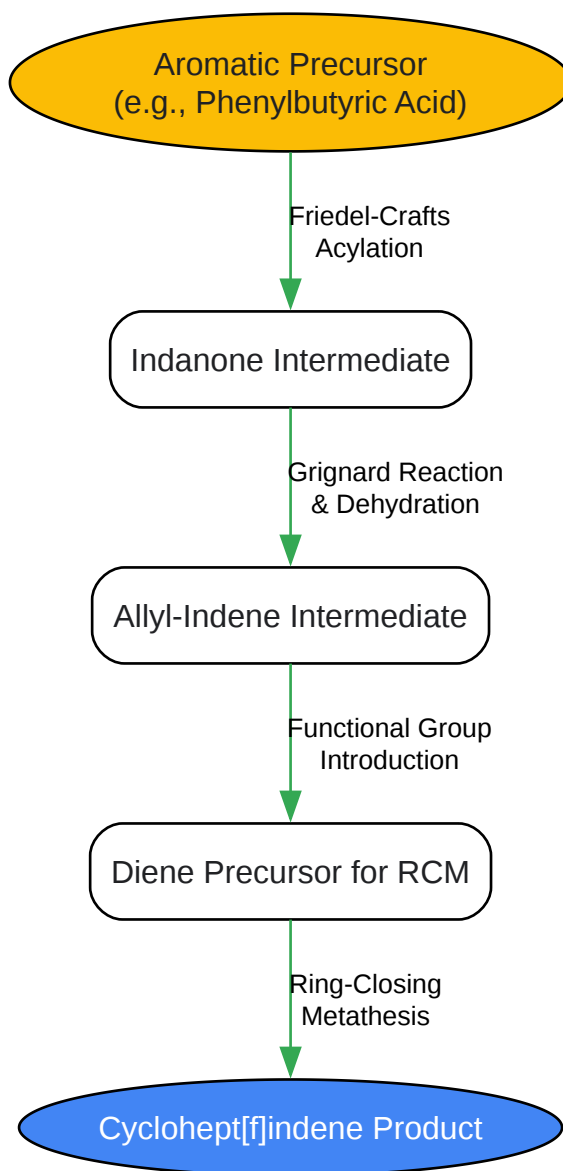 Aromatic Precursor
(e.g., Phenylbutyric Acid)
Friedel-Crafts
Acylation
Indanone Intermediate
Grignard Reaction
& Dehydration
Allyl-Indene Intermediate
Functional Group
Introduction
Diene Precursor for RCM
Ring-Closing
Metathesis
Cyclohept[f]indene Product